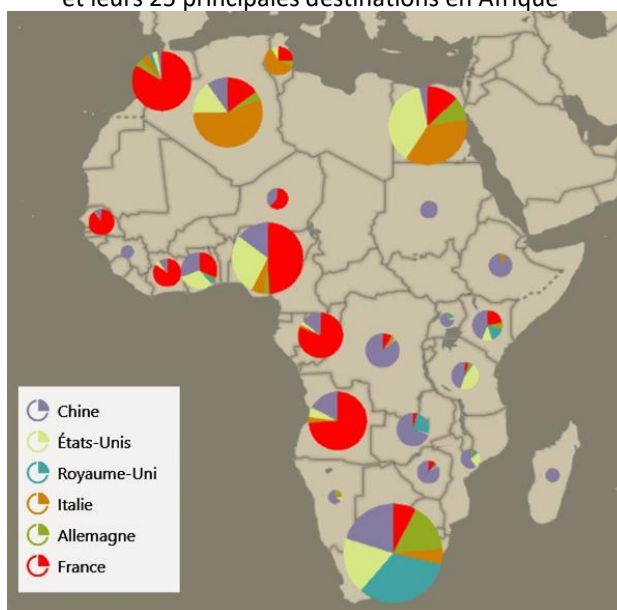 et leurs 25 principales destinations en Afrique
Chine
États-Unis
Royaume-Uni
Italie
Allemagne
France